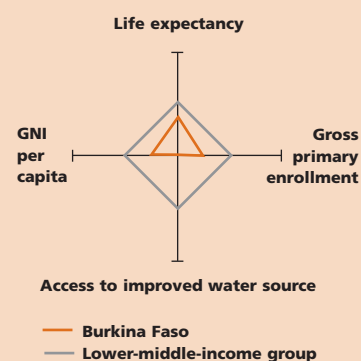 Life expectancy
GNI
per
capita
Gross
primary
enrollment
Access to improved water source
Burkina Faso
Lower-middle-income group